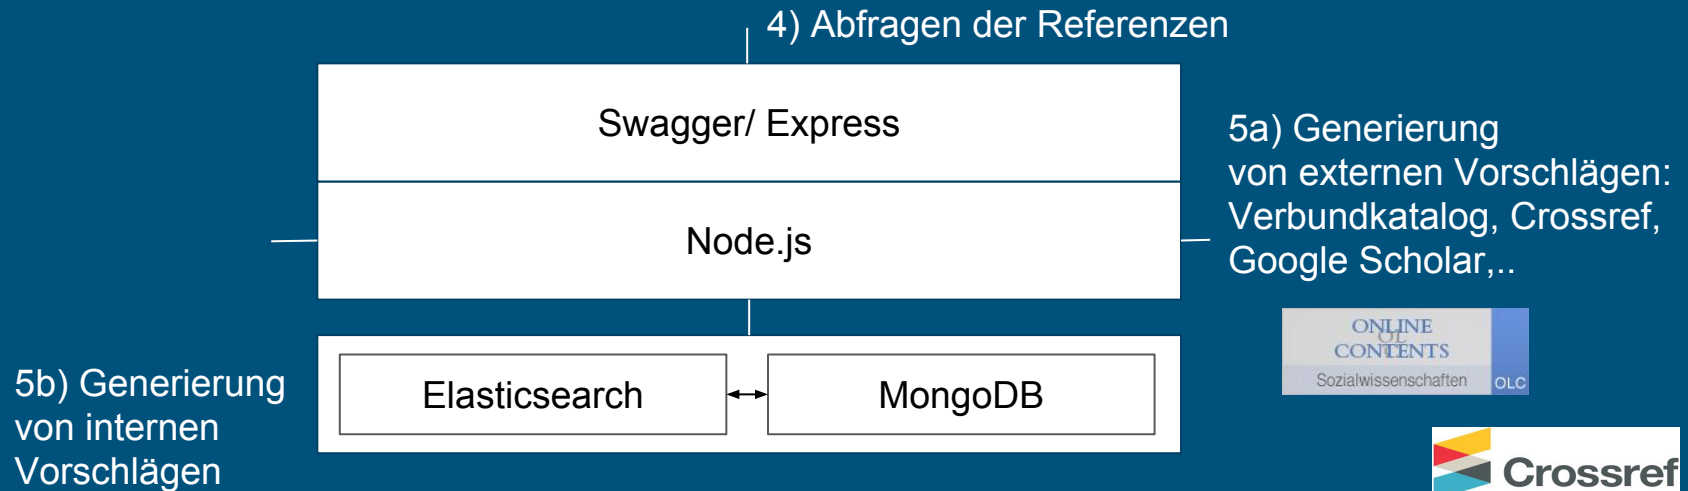 4) Abfragen der Referenzen
Swagger/ Express
5a) Generierung
von externen Vorschlägen:
Verbundkatalog, Crossref,
Google Scholar,..
Node.js
ONLINE
OL
CONTENTS
Sozialwissenschaften OLC
5b) Generierung
von internen
Vorschlägen
Elasticsearch
MongoDB
Crossref